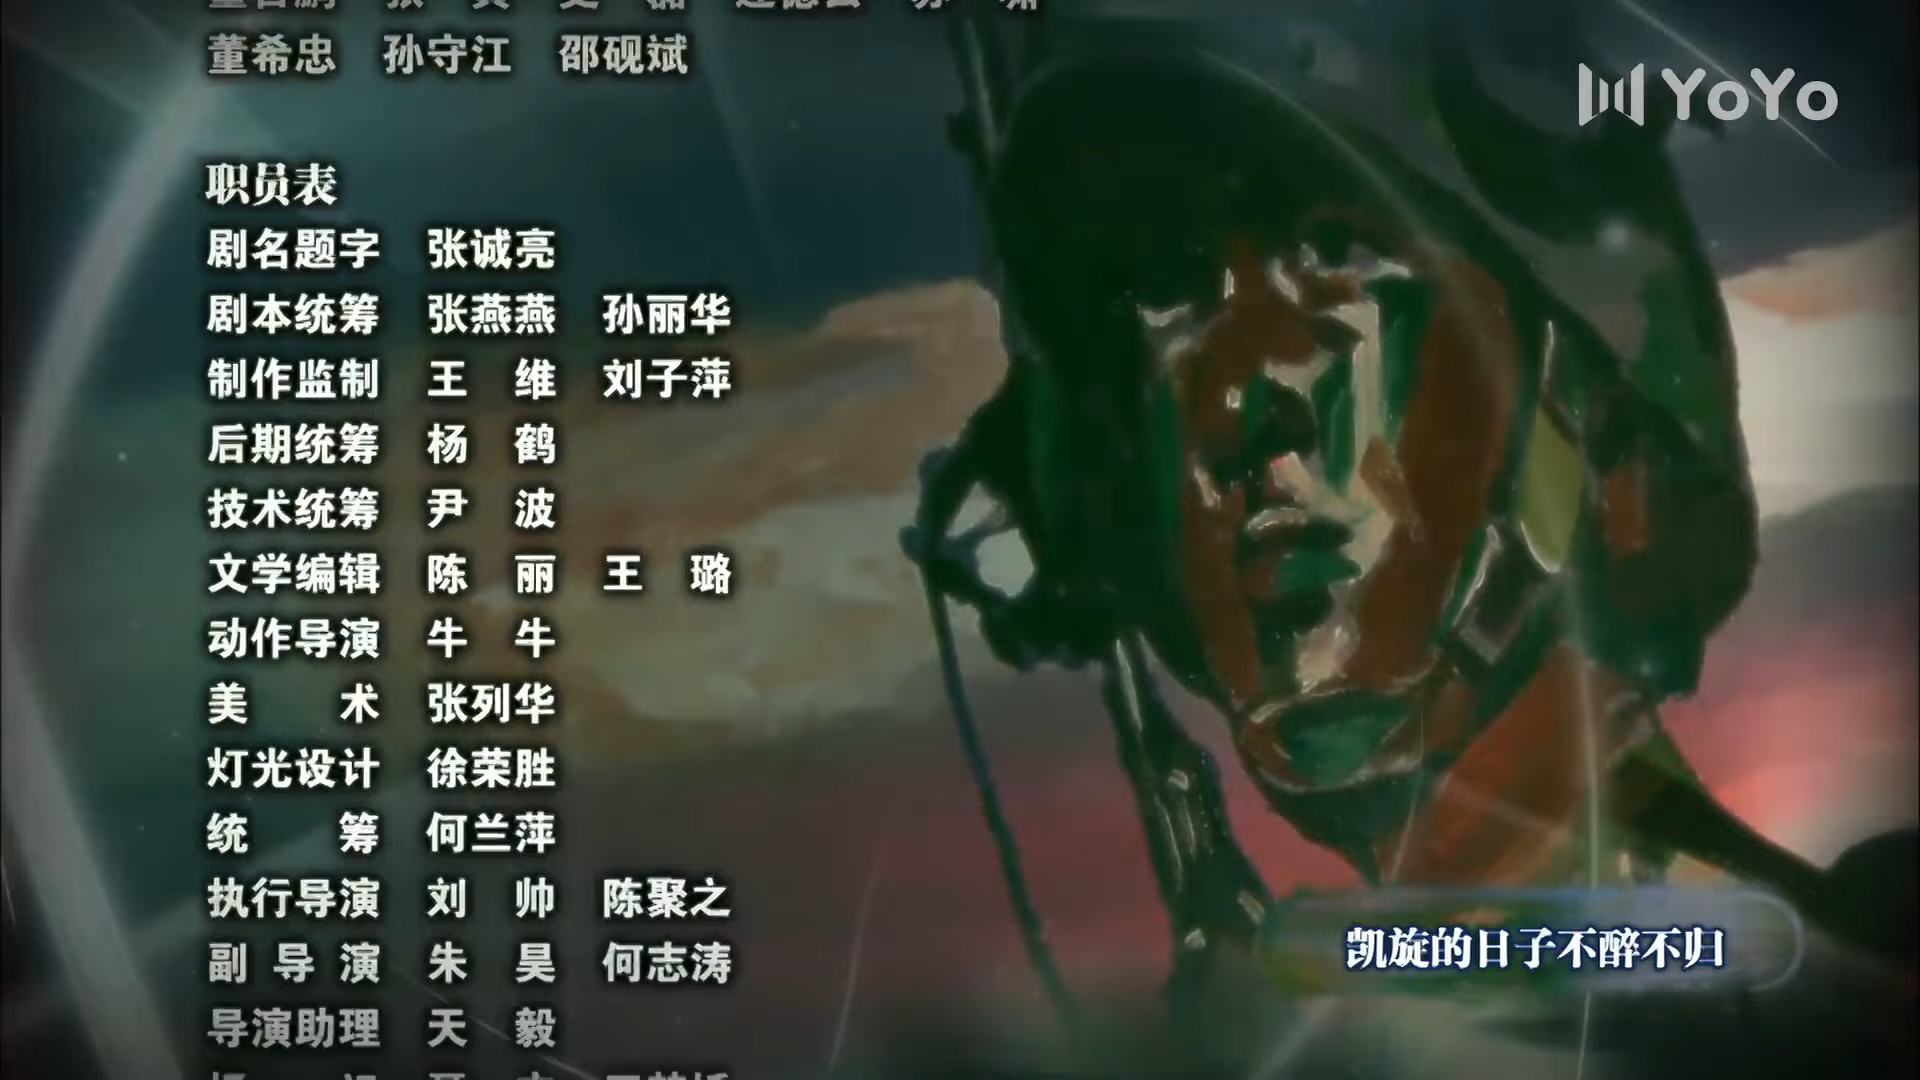 董希忠 孙守江 邵砚斌
YoYo
职员表
剧名题字 张诚亮
剧本统筹 张燕燕 孙丽华
制作监制 王 维 刘子萍
后期统筹 杨 鹤
技术统筹 尹 波
文学编辑 陈 丽 王 璐
动作导演 牛 牛
美 术 张列华
灯光设计 徐荣胜
统 筹 何兰萍
执行导演 刘 帅 陈聚之
副 导 演 朱 昊 何志涛
凯旋的日子不醉不归
导演助理 天 毅